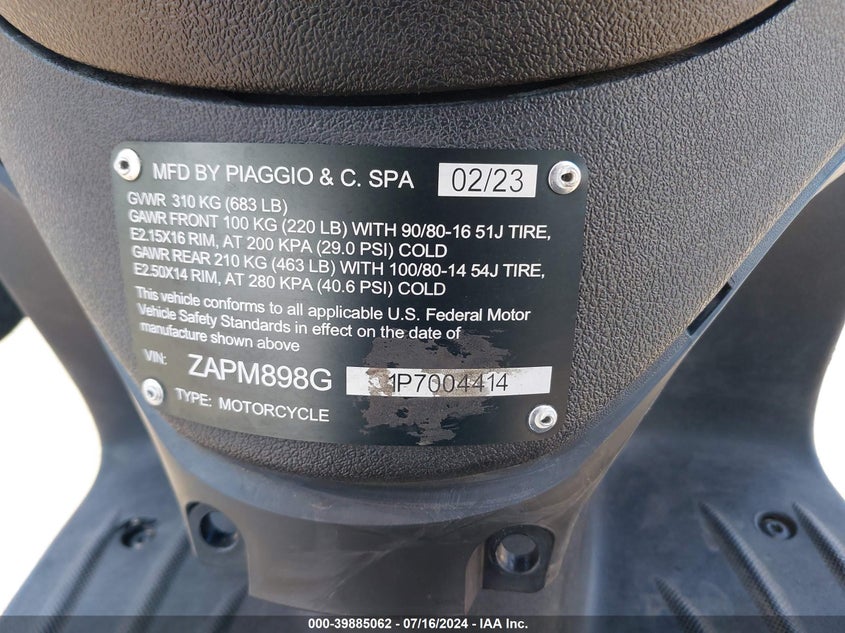 MFD BY PIAGGIO & C. SPA 02/23
GVWR 310 KG (683 LB)
GAWR FRONT 100 KG (220 LB) WITH 90/80-16 51J TIRE,
E2.15X16 RIM, AT 200 KPA (29.0 PSI) COLD
GAWR REAR 210 KG (463 LB) WITH 100/80-14 54J TIRE,
E2.50X14 RIM, AT 280 KPA (40.6 PSI) COLD
This vehicle conforms to all applicable U.S. Federal Motor
Vehicle Safety Standards in effect on the date of
manufacture shown above
VIN: ZAPM898G 1P7004414
TYPE: MOTORCYCLE
000-39885062 - 07/16/2024 - IAA Inc.